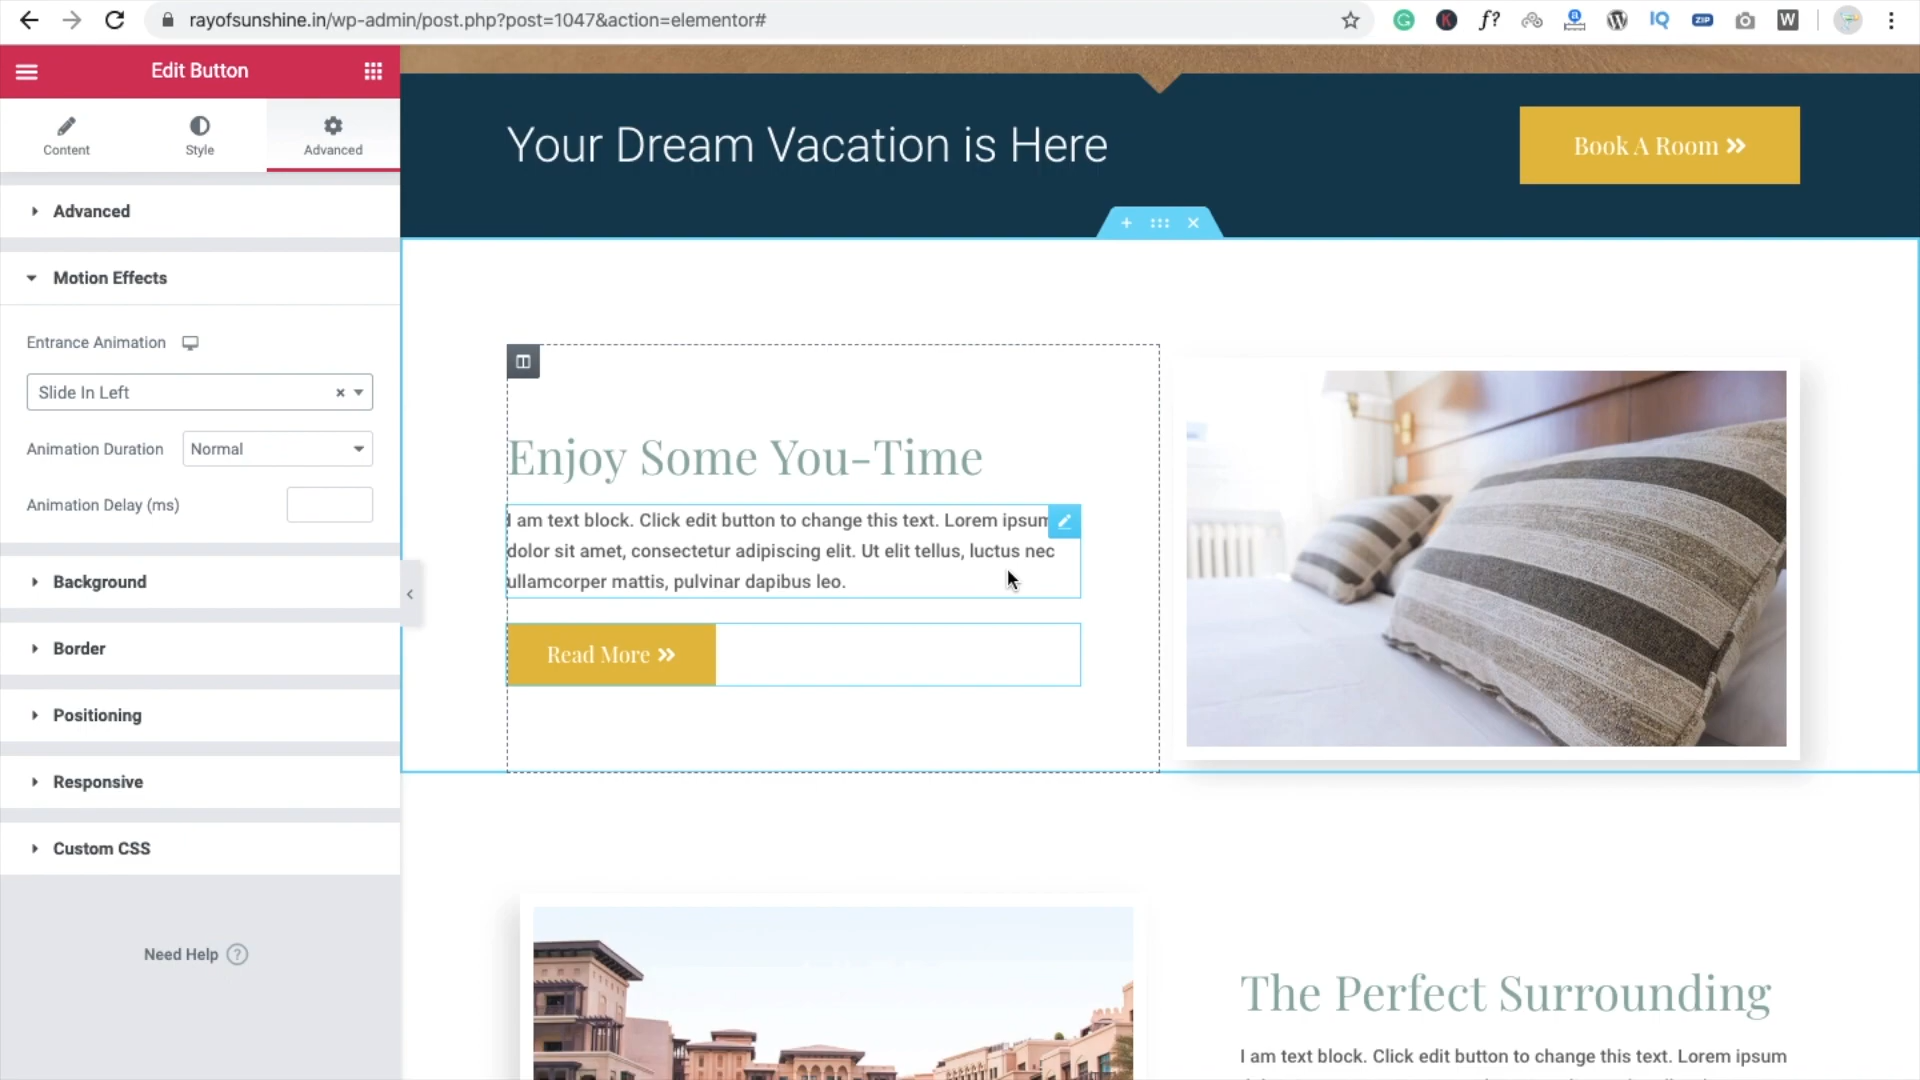 rayofsunshine.in/wp-admin/post.php?post=1047&action=elementor#
G K f? a IQ ZIP W
Edit Button
Content Style Advanced
Advanced
Motion Effects
Entrance Animation
Slide In Left ×
Animation Duration Normal
Animation Delay (ms)
Background
Border
Positioning
Responsive
Custom CSS
Need Help ?
Your Dream Vacation is Here
Book A Room »
Enjoy Some You-Time
I am text block. Click edit button to change this text. Lorem ipsum
dolor sit amet, consectetur adipiscing elit. Ut elit tellus, luctus nec
ullamcorper mattis, pulvinar dapibus leo.
Read More »
The Perfect Surrounding
I am text block. Click edit button to change this text. Lorem ipsum